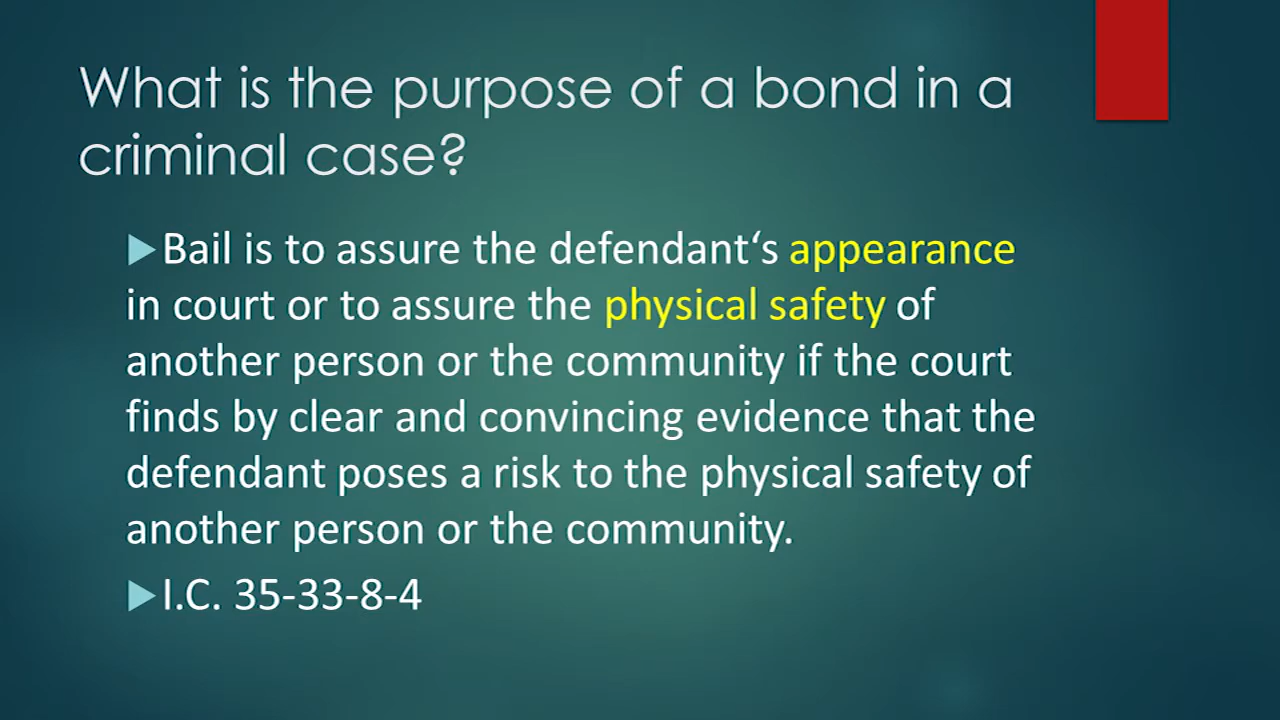 What is the purpose of a bond in a
criminal case?
▶Bail is to assure the defendant‘s appearance
in court or to assure the physical safety of
another person or the community if the court
finds by clear and convincing evidence that the
defendant poses a risk to the physical safety of
another person or the community.
▶I.C. 35-33-8-4